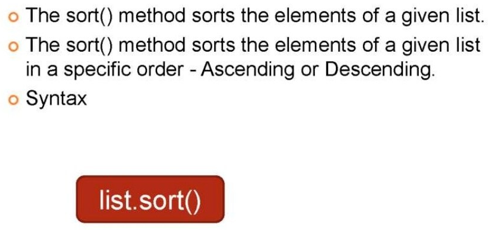 The sort() method sorts the elements of a given list.
The sort() method sorts the elements of a given list
in a specific order - Ascending or Descending.
Syntax
list.sort()